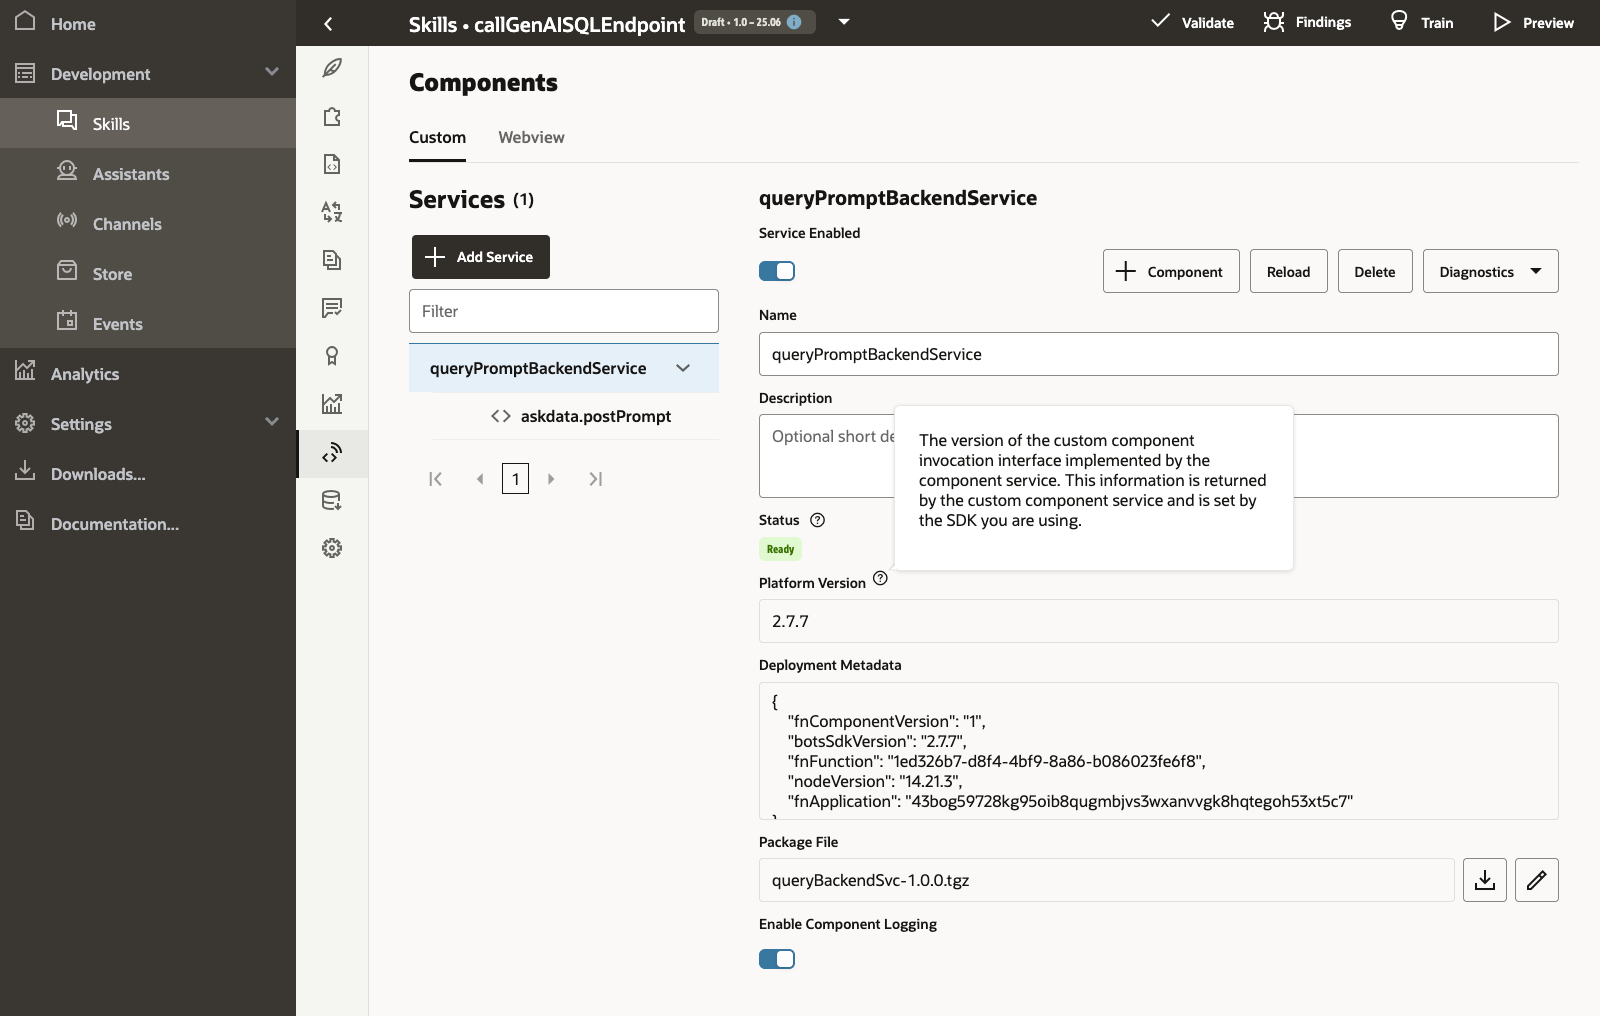 Home
Development
Skills
Assistants
Channels
Store
Events
Analytics
Settings
Downloads...
Documentation...
Skills • callGenAISQLEndpoint
Draft • 1.0 – 25.06
Validate
Findings
Train
Preview
Components
Custom
Webview
Services (1)
Add Service
Filter
queryPromptBackendService
askdata.postPrompt
1
queryPromptBackendService
Service Enabled
Component
Reload
Delete
Diagnostics
Name
queryPromptBackendService
Description
Optional short de
The version of the custom component
invocation interface implemented by the
component service. This information is returned
by the custom component service and is set by
the SDK you are using.
Status
Ready
Platform Version
2.7.7
Deployment Metadata
{
"fnComponentVersion": "1",
"botsSdkVersion": "2.7.7",
"fnFunction": "1ed326b7-d8f4-4bf9-8a86-b086023fe6f8",
"nodeVersion": "14.21.3",
"fnApplication": "43bog59728kg95oib8qugmbjvs3wxanvvgk8hqtegoh53xt5c7"
}
Package File
queryBackendSvc-1.0.0.tgz
Enable Component Logging